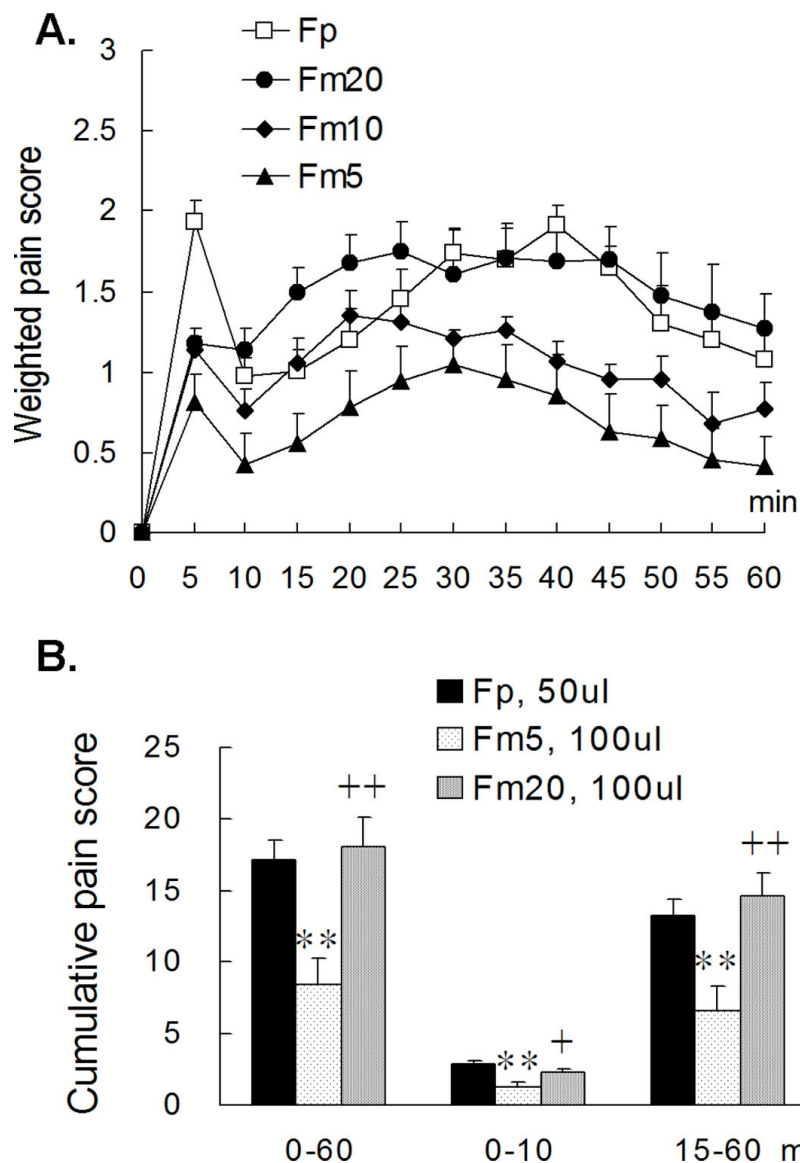 A.
Fp
Fm20
Fm10
Fm5
Weighted pain score
3
2.5
2
1.5
1
0.5
0
min
0 5 10 15 20 25 30 35 40 45 50 55 60
B.
Fp, 50ul
Fm5, 100ul
Fm20, 100ul
Cumulative pain score
25
20
15
10
5
0
** ++
** +
** ++
0-60 0-10 15-60 m